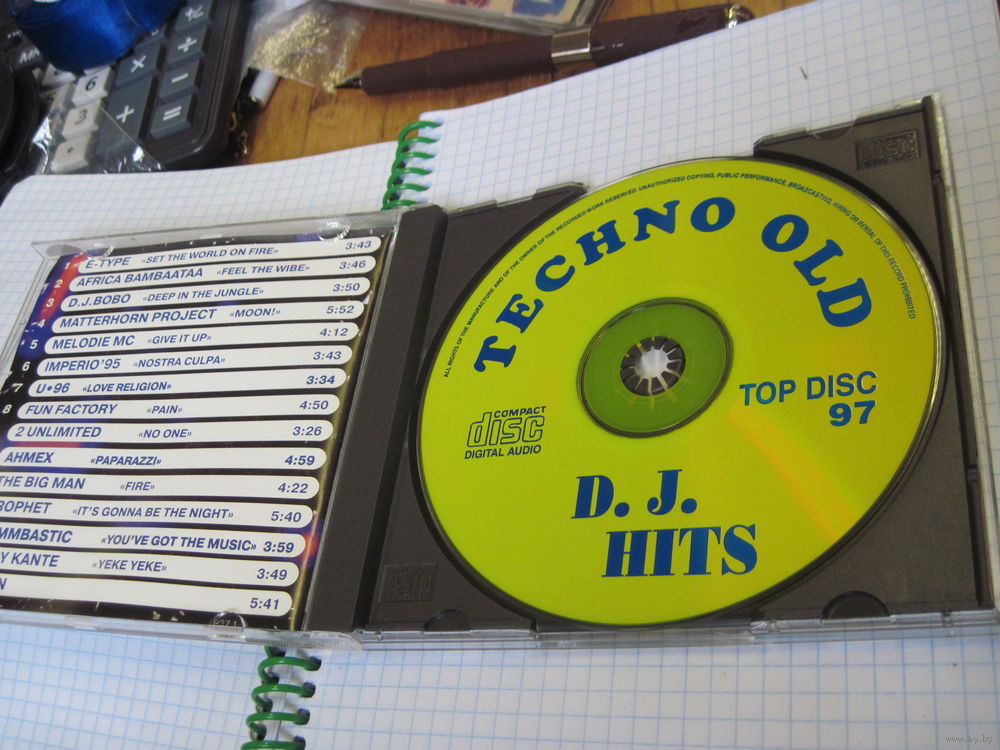 E-TYPE «SET THE WORLD ON FIRE» 3:43
2 AFRICA BAMBAATAA «FEEL THE WIBE» 3:46
3 D.J.BOBO «DEEP IN THE JUNGLE» 3:50
4 MATTERHORN PROJECT «MOON!» 5:52
5 MELODIE MC «GIVE IT UP» 4:12
6 IMPERIO'95 «NOSTRA CULPA» 3:43
7 U•96 «LOVE RELIGION» 3:34
8 FUN FACTORY «PAIN» 4:50
2 UNLIMITED «NO ONE» 3:26
AHMEX «PAPARAZZI» 4:59
THE BIG MAN «FIRE» 4:22
ROPHET «IT'S GONNA BE THE NIGHT» 5:40
MMBASTIC «YOU'VE GOT THE MUSIC» 3:59
Y KANTE «YEKE YEKE» 3:49
N 5:41
ALL RIGHTS OF THE MANUFACTURE AND OF THE OWNER OF THE RECORDED WORK RESERVED. UNAUTHORIZED COPYING, PUBLIC PERFORMANCE, BROADCASTING, HIRING OR RENTAL OF THIS RECORD PROHIBITED
TECHNO OLD
TOP DISC
97
COMPACT
disc
DIGITAL AUDIO
D. J.
HITS
disc
6
3
×
÷
+
−
=
www.ay.by